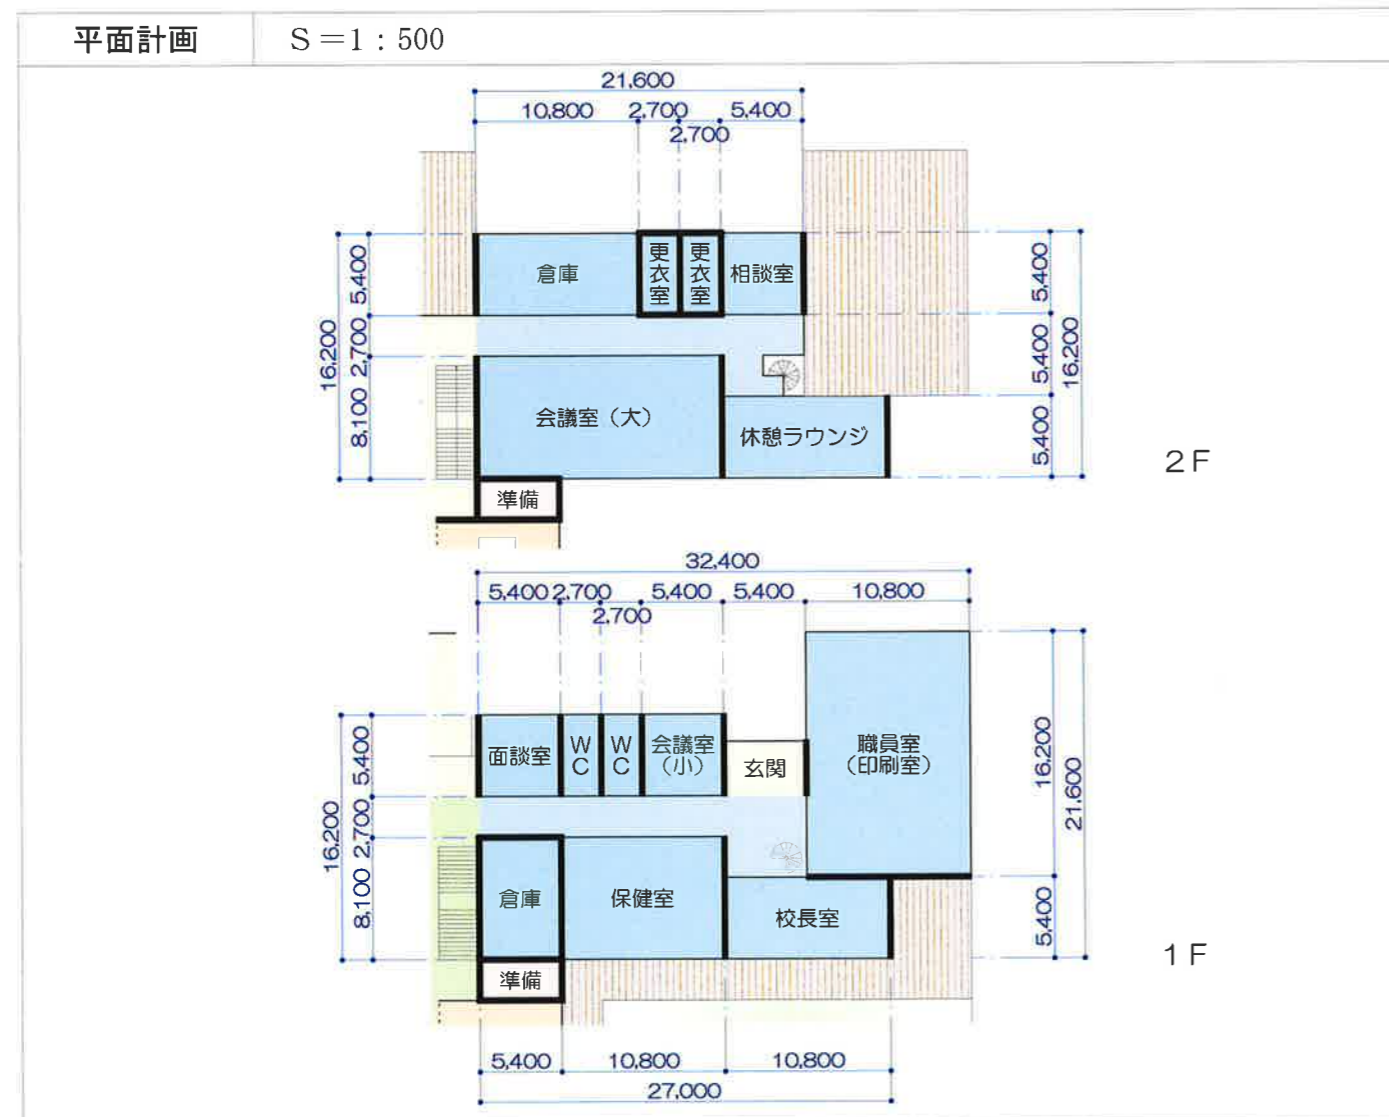 平面計画 S=1:500
21,600
10,800 2,700 5,400
2,700
倉庫 更衣室 更衣室 相談室
5,400
2,700
8,100
16,200
5,400
5,400
5,400
16,200
会議室(大)
休憩ラウンジ
準備
2F
32,400
5,400 2,700 5,400 5,400 10,800
2,700
面談室 WC WC 会議室(小) 玄関 職員室(印刷室)
5,400
2,700
8,100
16,200
16,200
5,400
21,600
倉庫 保健室 校長室
準備
1F
5,400 10,800 10,800
27,000